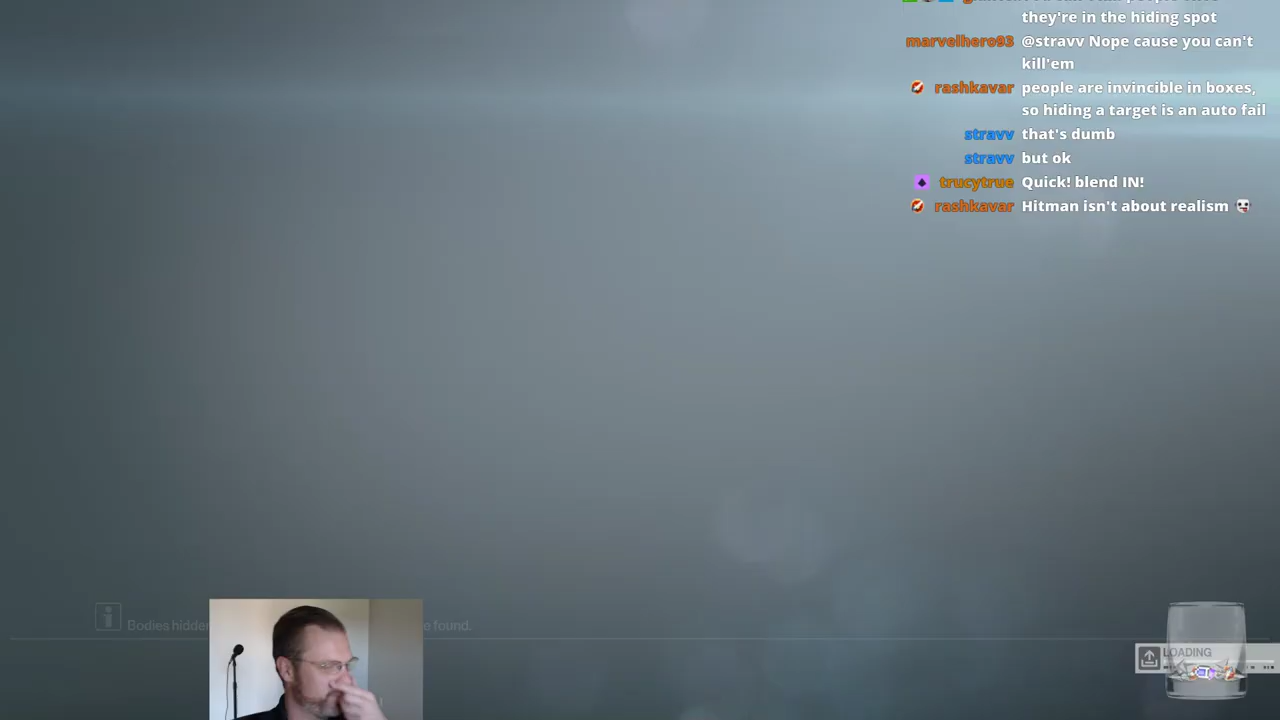 they're in the hiding spot
marvelhero93 @stravv Nope cause you can't
kill'em
rashkavar people are invincible in boxes,
so hiding a target is an auto fail
stravv that's dumb
stravv but ok
trucytrue Quick! blend IN!
rashkavar Hitman isn't about realism
Bodies hidden
found.
LOADING